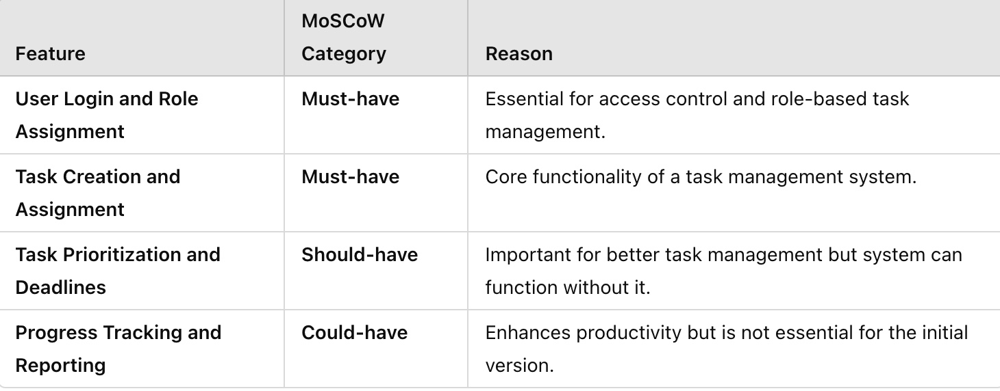 MoSCoW
Feature Category Reason
User Login and Role Must-have Essential for access control and role-based task
Assignment management.
Task Creation and Must-have Core functionality of a task management system.
Assignment
Task Prioritization and Should-have Important for better task management but system can
Deadlines function without it.
Progress Tracking and Could-have Enhances productivity but is not essential for the initial
Reporting version.